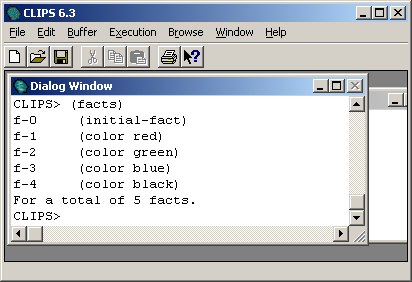 CLIPS 6.3
File Edit Buffer Execution Browse Window Help
Dialog Window
CLIPS> (facts)
f-0 (initial-fact)
f-1 (color red)
f-2 (color green)
f-3 (color blue)
f-4 (color black)
For a total of 5 facts.
CLIPS>